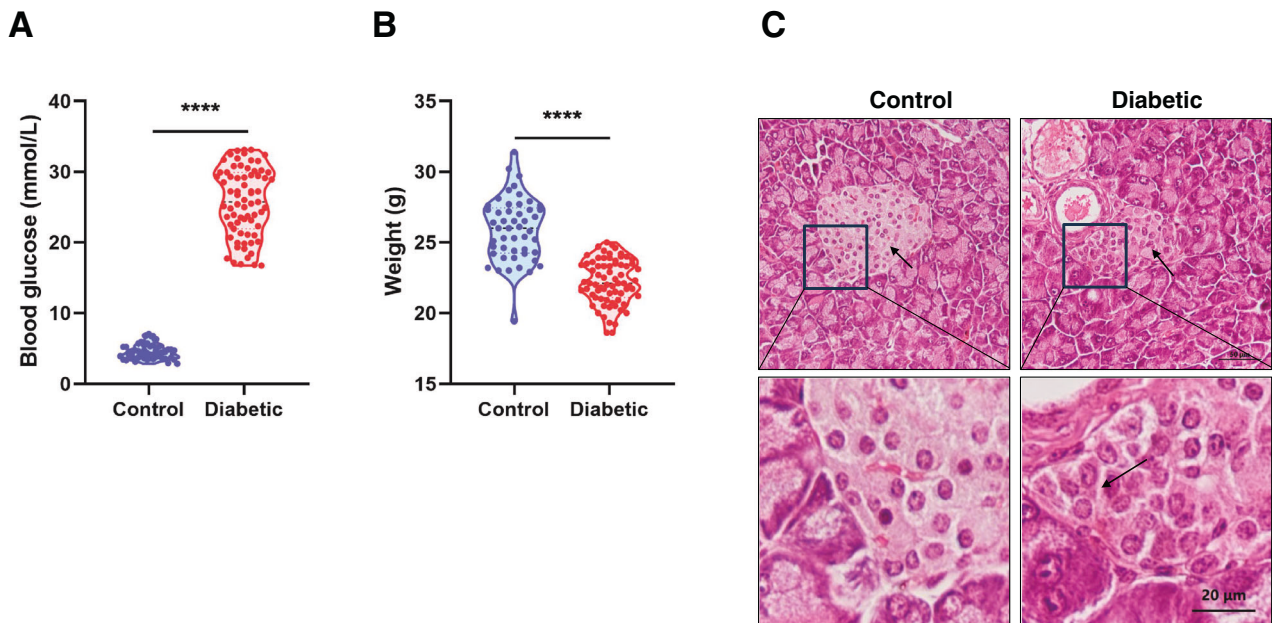 A
B
C
Blood glucose (mmol/L)
40
30
20
10
0
****
Control
Diabetic
Weight (g)
35
30
25
20
15
****
Control
Diabetic
Control
Diabetic
20 µm